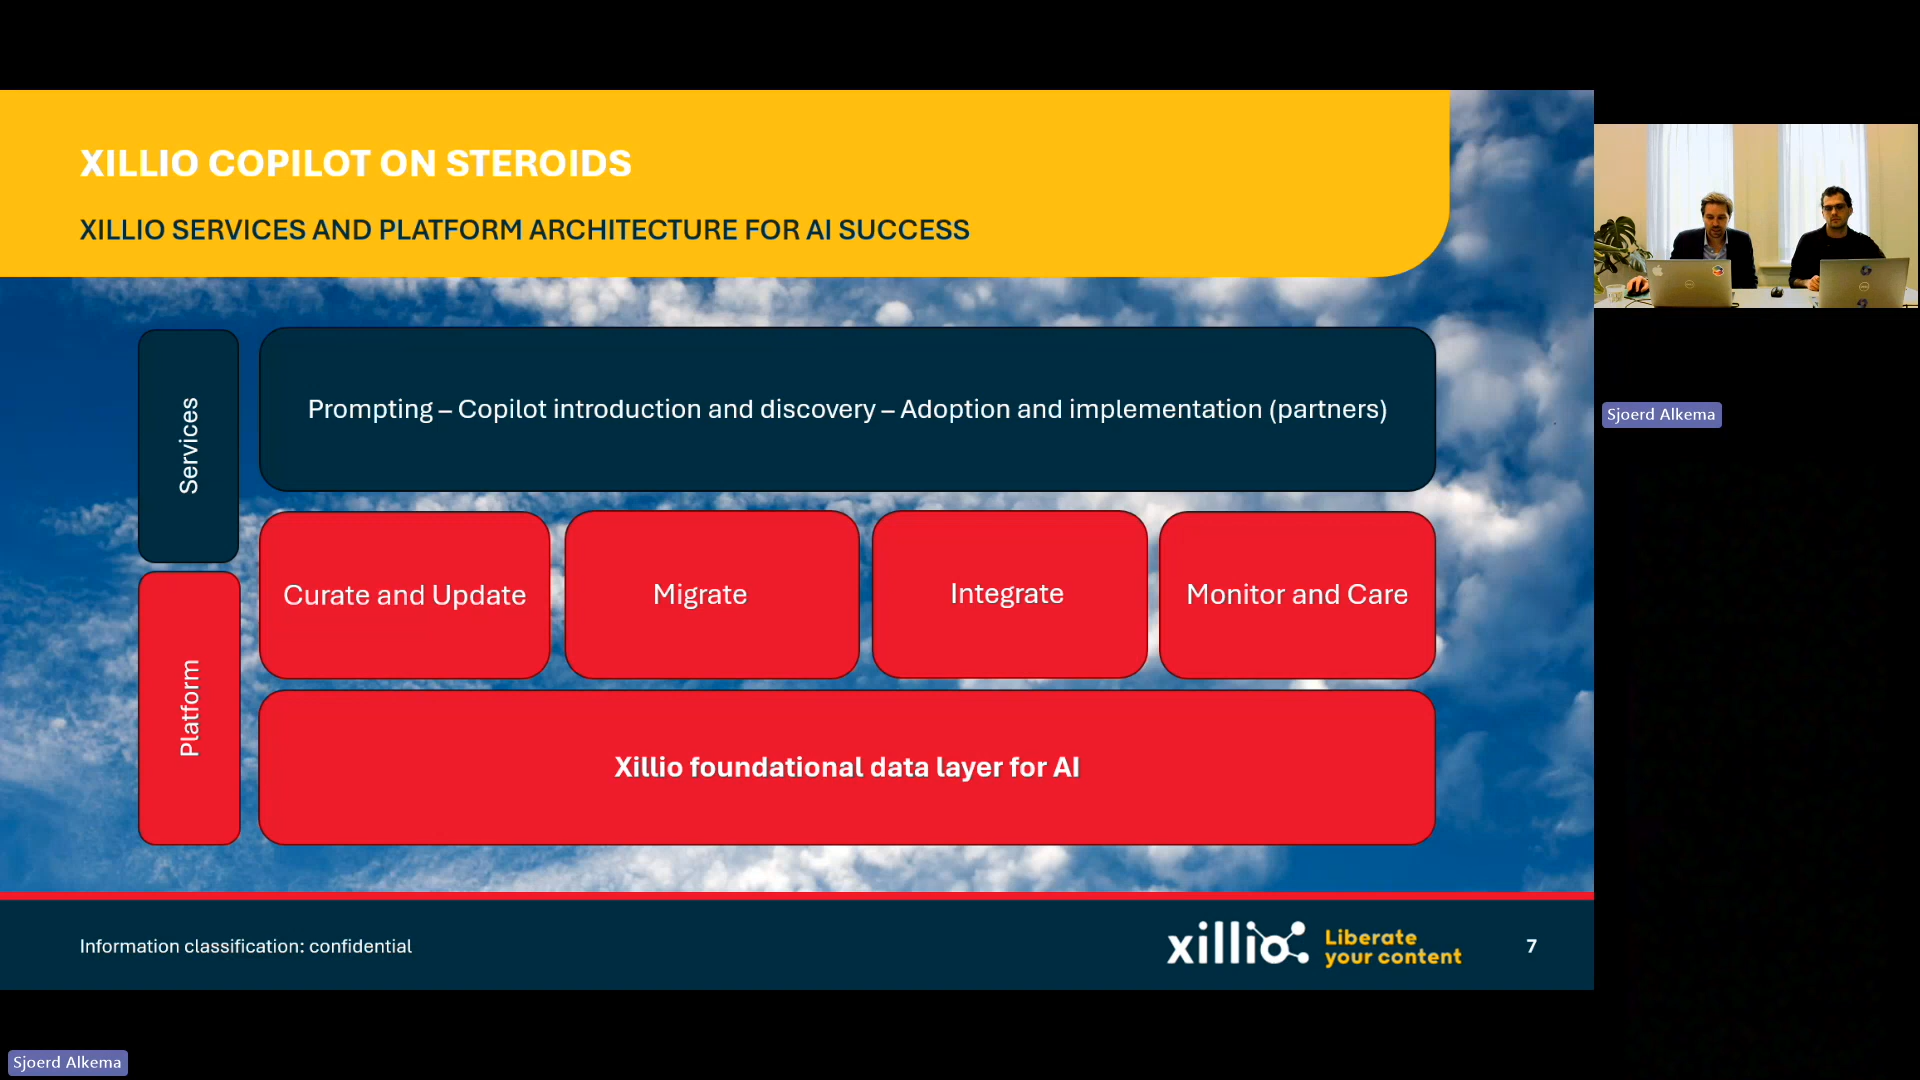 XILLIO COPILOT ON STEROIDS
XILLIO SERVICES AND PLATFORM ARCHITECTURE FOR AI SUCCESS
Services
Prompting – Copilot introduction and discovery – Adoption and implementation (partners)
Platform
Curate and Update
Migrate
Integrate
Monitor and Care
Xillio foundational data layer for AI
Information classification: confidential
xillio
Liberate
your content
7
Sjoerd Alkema
Sjoerd Alkema